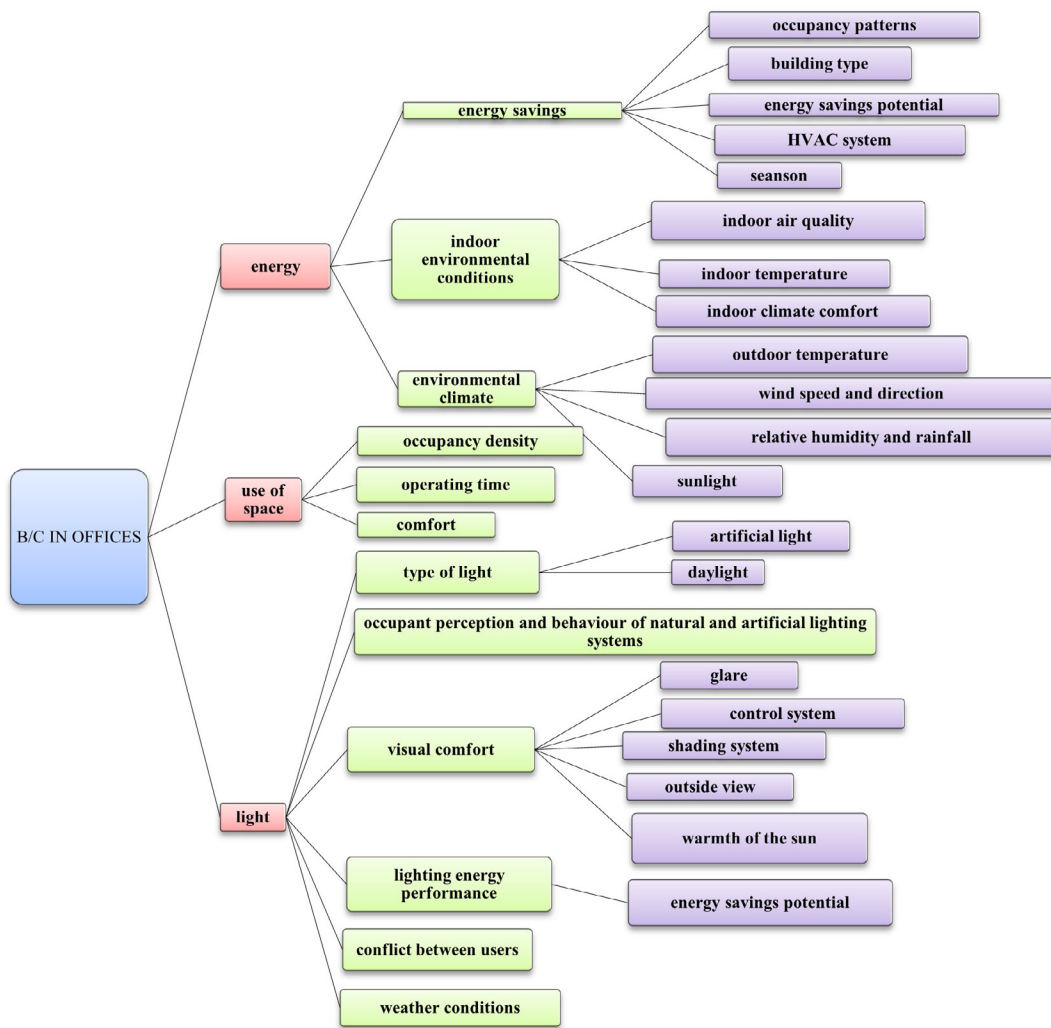 B/C IN OFFICES
energy
energy savings
occupancy patterns
building type
energy savings potential
HVAC system
seanson
indoor
environmental
conditions
indoor air quality
indoor temperature
indoor climate comfort
environmental
climate
outdoor temperature
wind speed and direction
relative humidity and rainfall
sunlight
use of
space
occupancy density
operating time
comfort
light
type of light
artificial light
daylight
occupant perception and behaviour of natural and artificial lighting
systems
visual comfort
glare
control system
shading system
outside view
warmth of the sun
lighting energy
performance
energy savings potential
conflict between users
weather conditions